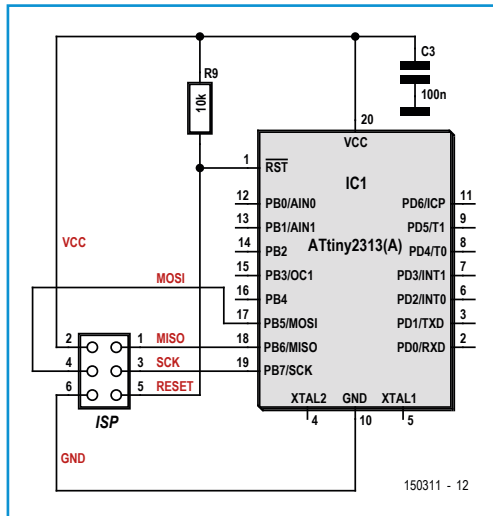 C3
100n
R9
10k
20
VCC
1 RST
IC1
ATtiny2313(A)
12 PB0/AIN0
PD6/ICP 11
13 PB1/AIN1
PD5/T1 9
14 PB2
PD4/T0 8
15 PB3/OC1
PD3/INT1 7
16 PB4
PD2/INT0 6
17 PB5/MOSI
PD1/TXD 3
18 PB6/MISO
PD0/RXD 2
19 PB7/SCK
XTAL2 GND XTAL1
4 10 5
VCC
MOSI
2 1 MISO
4 3 SCK
6 5 RESET
ISP
GND
150311 - 12